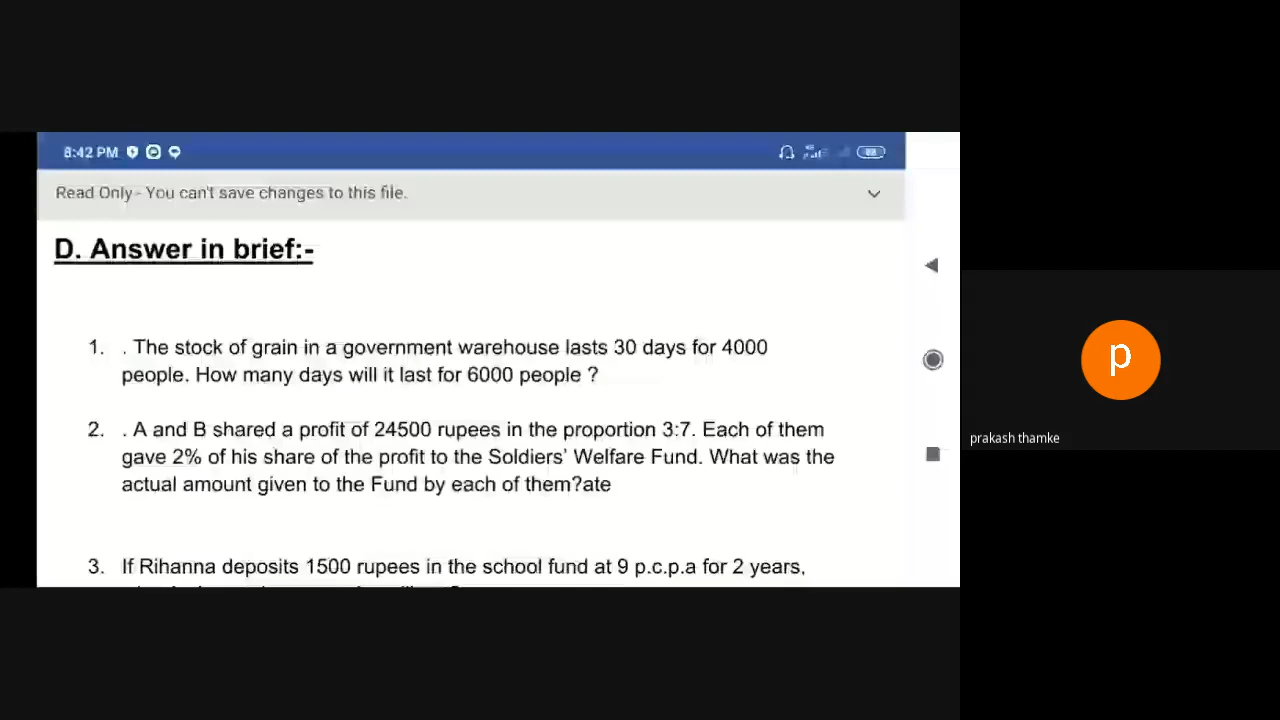 8:42 PM
88
Read Only - You can't save changes to this file.
D. Answer in brief:-
1. . The stock of grain in a government warehouse lasts 30 days for 4000
people. How many days will it last for 6000 people ?
2. . A and B shared a profit of 24500 rupees in the proportion 3:7. Each of them
gave 2% of his share of the profit to the Soldiers' Welfare Fund. What was the
actual amount given to the Fund by each of them?ate
3. If Rihanna deposits 1500 rupees in the school fund at 9 p.c.p.a for 2 years,
p
prakash thamke